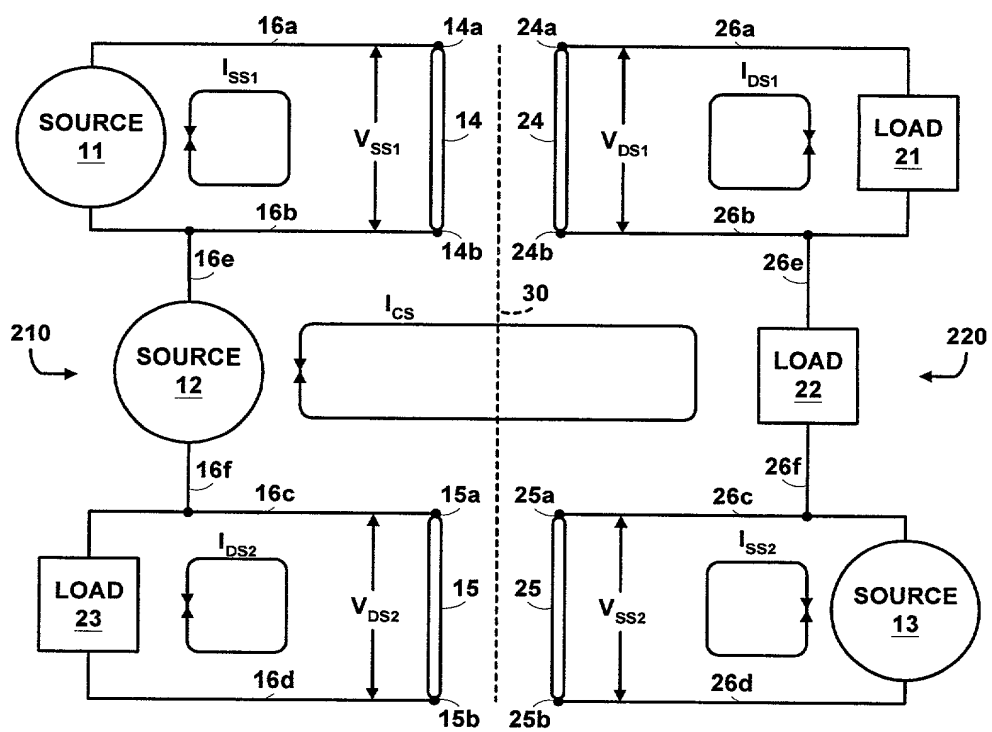 16a
14a
24a
26a
I_SS1
I_DS1
SOURCE
11
V_SS1
14
24
V_DS1
LOAD
21
16b
14b
24b
26b
16e
26e
30
I_CS
210
SOURCE
12
LOAD
22
220
16f
26f
16c
15a
25a
26c
I_DS2
I_SS2
LOAD
23
V_DS2
15
25
V_SS2
SOURCE
13
16d
15b
25b
26d